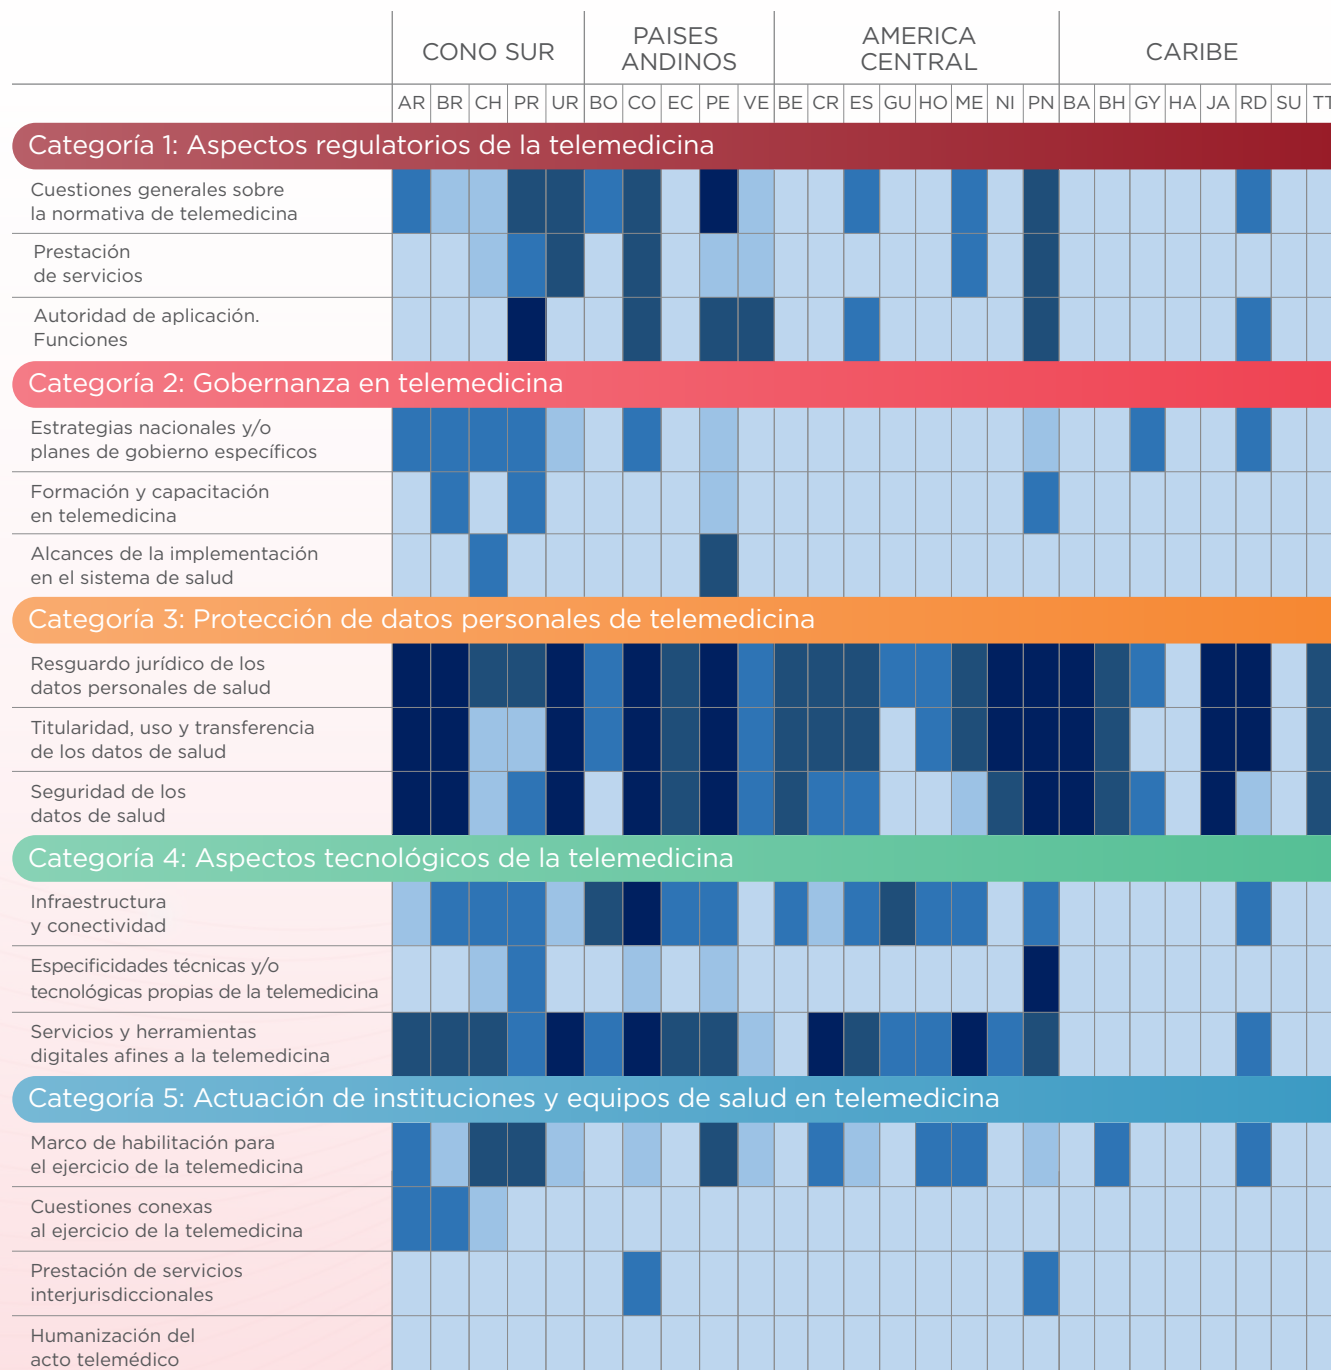 CONO SUR
PAISES
ANDINOS
AMERICA
CENTRAL
CARIBE
AR BR CH PR UR BO CO EC PE VE BE CR ES GU HO ME NI PN BA BH GY HA JA RD SU TT
Categoría 1: Aspectos regulatorios de la telemedicina
Cuestiones generales sobre
la normativa de telemedicina
Prestación
de servicios
Autoridad de aplicación.
Funciones
Categoría 2: Gobernanza en telemedicina
Estrategias nacionales y/o
planes de gobierno específicos
Formación y capacitación
en telemedicina
Alcances de la implementación
en el sistema de salud
Categoría 3: Protección de datos personales de telemedicina
Resguardo jurídico de los
datos personales de salud
Titularidad, uso y transferencia
de los datos de salud
Seguridad de los
datos de salud
Categoría 4: Aspectos tecnológicos de la telemedicina
Infraestructura
y conectividad
Especificidades técnicas y/o
tecnológicas propias de la telemedicina
Servicios y herramientas
digitales afines a la telemedicina
Categoría 5: Actuación de instituciones y equipos de salud en telemedicina
Marco de habilitación para
el ejercicio de la telemedicina
Cuestiones conexas
al ejercicio de la telemedicina
Prestación de servicios
interjurisdiccionales
Humanización del
acto telemédico